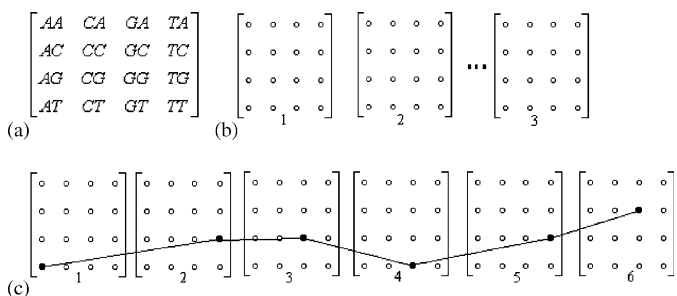 AA CA GA TA
AC CC GC TC
AG CG GG TG
AT CT GT TT
(a)
(b)
1 2 ... 3
(c)
1 2 3 4 5 6